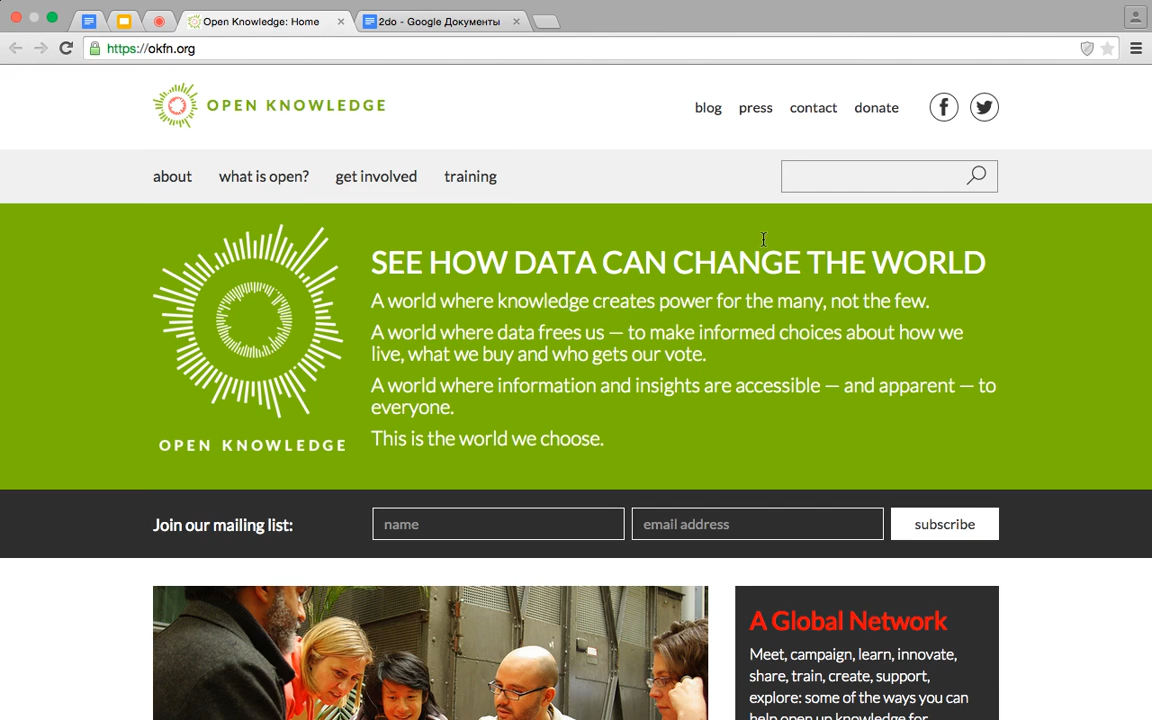 Open Knowledge: Home
2do - Google Документы
https://okfn.org
OPEN KNOWLEDGE
blog press contact donate
about what is open? get involved training
SEE HOW DATA CAN CHANGE THE WORLD
A world where knowledge creates power for the many, not the few.
A world where data frees us — to make informed choices about how we
live, what we buy and who gets our vote.
A world where information and insights are accessible — and apparent — to
everyone.
This is the world we choose.
OPEN KNOWLEDGE
Join our mailing list:
name
email address
subscribe
A Global Network
Meet, campaign, learn, innovate,
share, train, create, support,
explore: some of the ways you can
help open up knowledge for